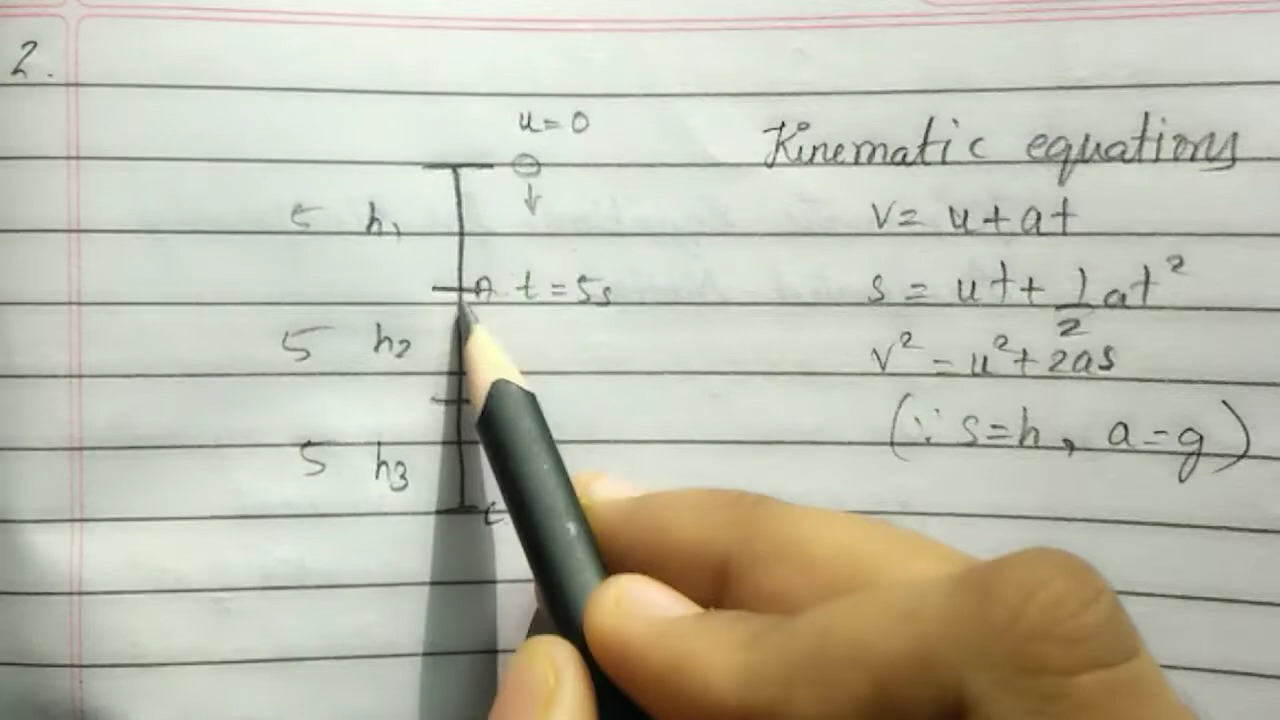 2.
u=0
5 h₁
A t=5s
5 h₂
5 h₃
C
Kinematic equations
v= u+at
s = ut+ 1/2 at²
v² = u²+2as
(∵ s=h, a=g)